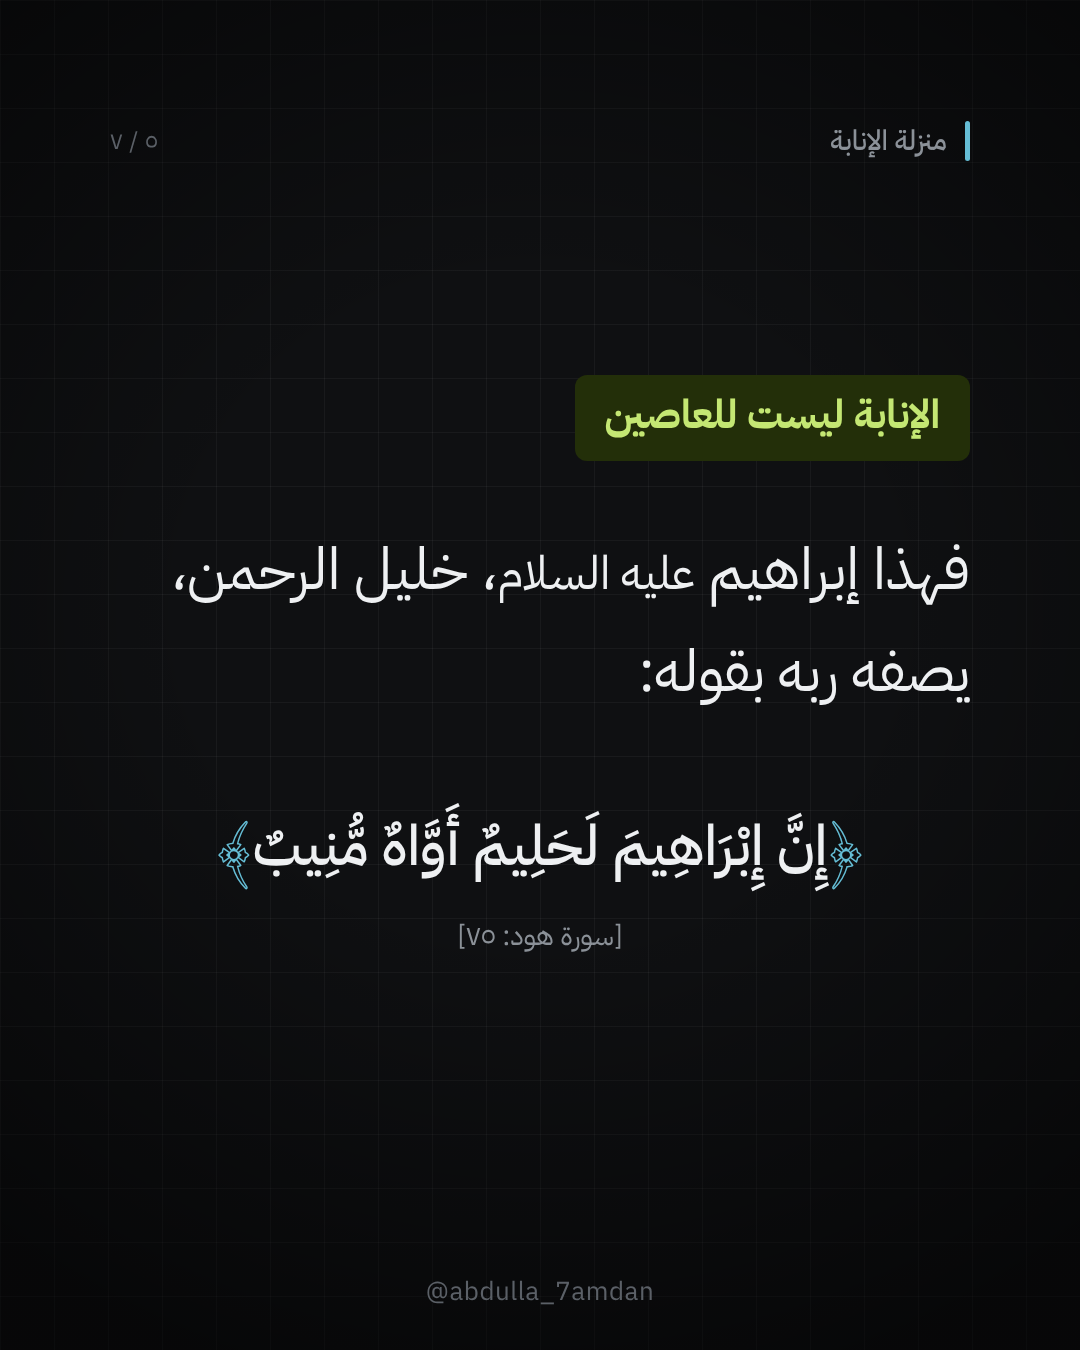 منزلة الإنابة
٥ / ٧
الإنابة ليست للعاصين
فهذا إبراهيم عليه السلام، خليل الرحمن،
يصفه ربه بقوله:
﴿إِنَّ إِبْرَاهِيمَ لَحَلِيمٌ أَوَّاهٌ مُّنِيبٌ﴾
[سورة هود: ٧٥]
@abdulla_7amdan